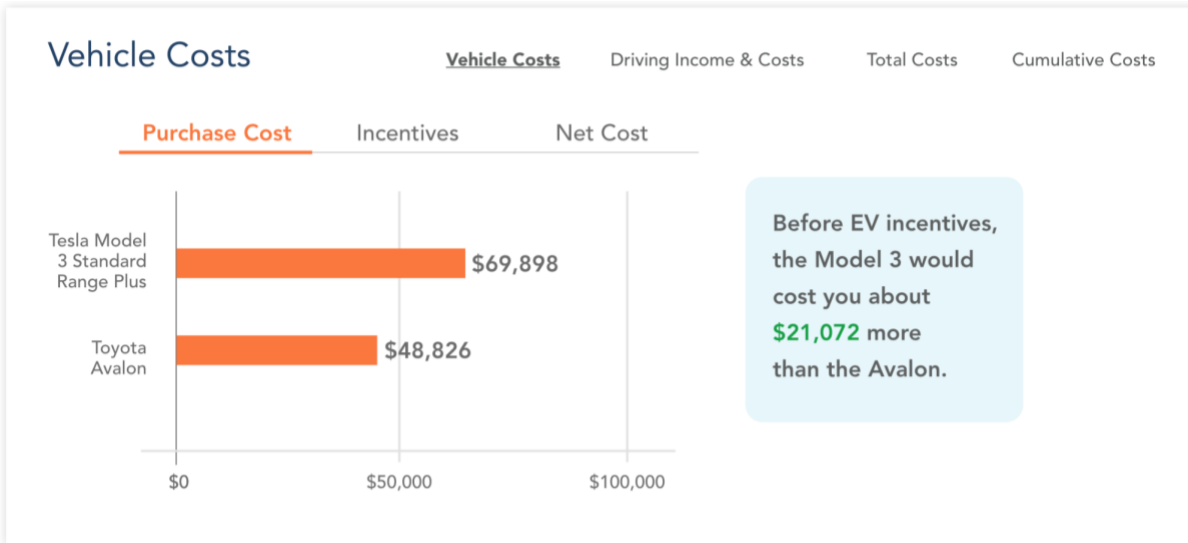 Vehicle Costs
Vehicle Costs Driving Income & Costs Total Costs Cumulative Costs
Purchase Cost Incentives Net Cost
Tesla Model
3 Standard
Range Plus
$69,898
Toyota
Avalon
$48,826
$0 $50,000 $100,000
Before EV incentives,
the Model 3 would
cost you about
$21,072 more
than the Avalon.